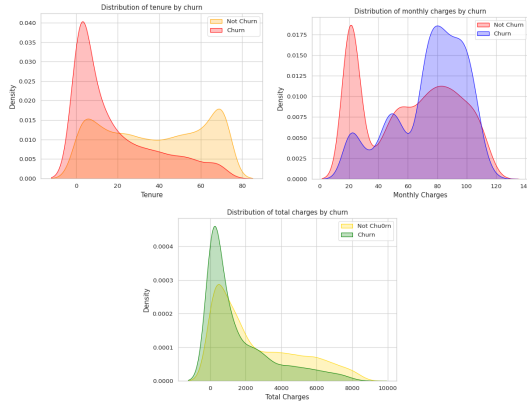 Distribution of tenure by churn
Not Churn
Churn
0.040
0.035
0.030
0.025
0.020
0.015
0.010
0.005
0.000
Density
0
20
40
60
80
Tenure
Distribution of monthly charges by churn
Not Churn
Churn
0.0175
0.0150
0.0125
0.0100
0.0075
0.0050
0.0025
0.0000
Density
0
20
40
60
80
100
120
140
Monthly Charges
Distribution of total charges by churn
Not Chu0rn
Churn
0.0004
0.0003
0.0002
0.0001
0.0000
Density
0
2000
4000
6000
8000
10000
Total Charges